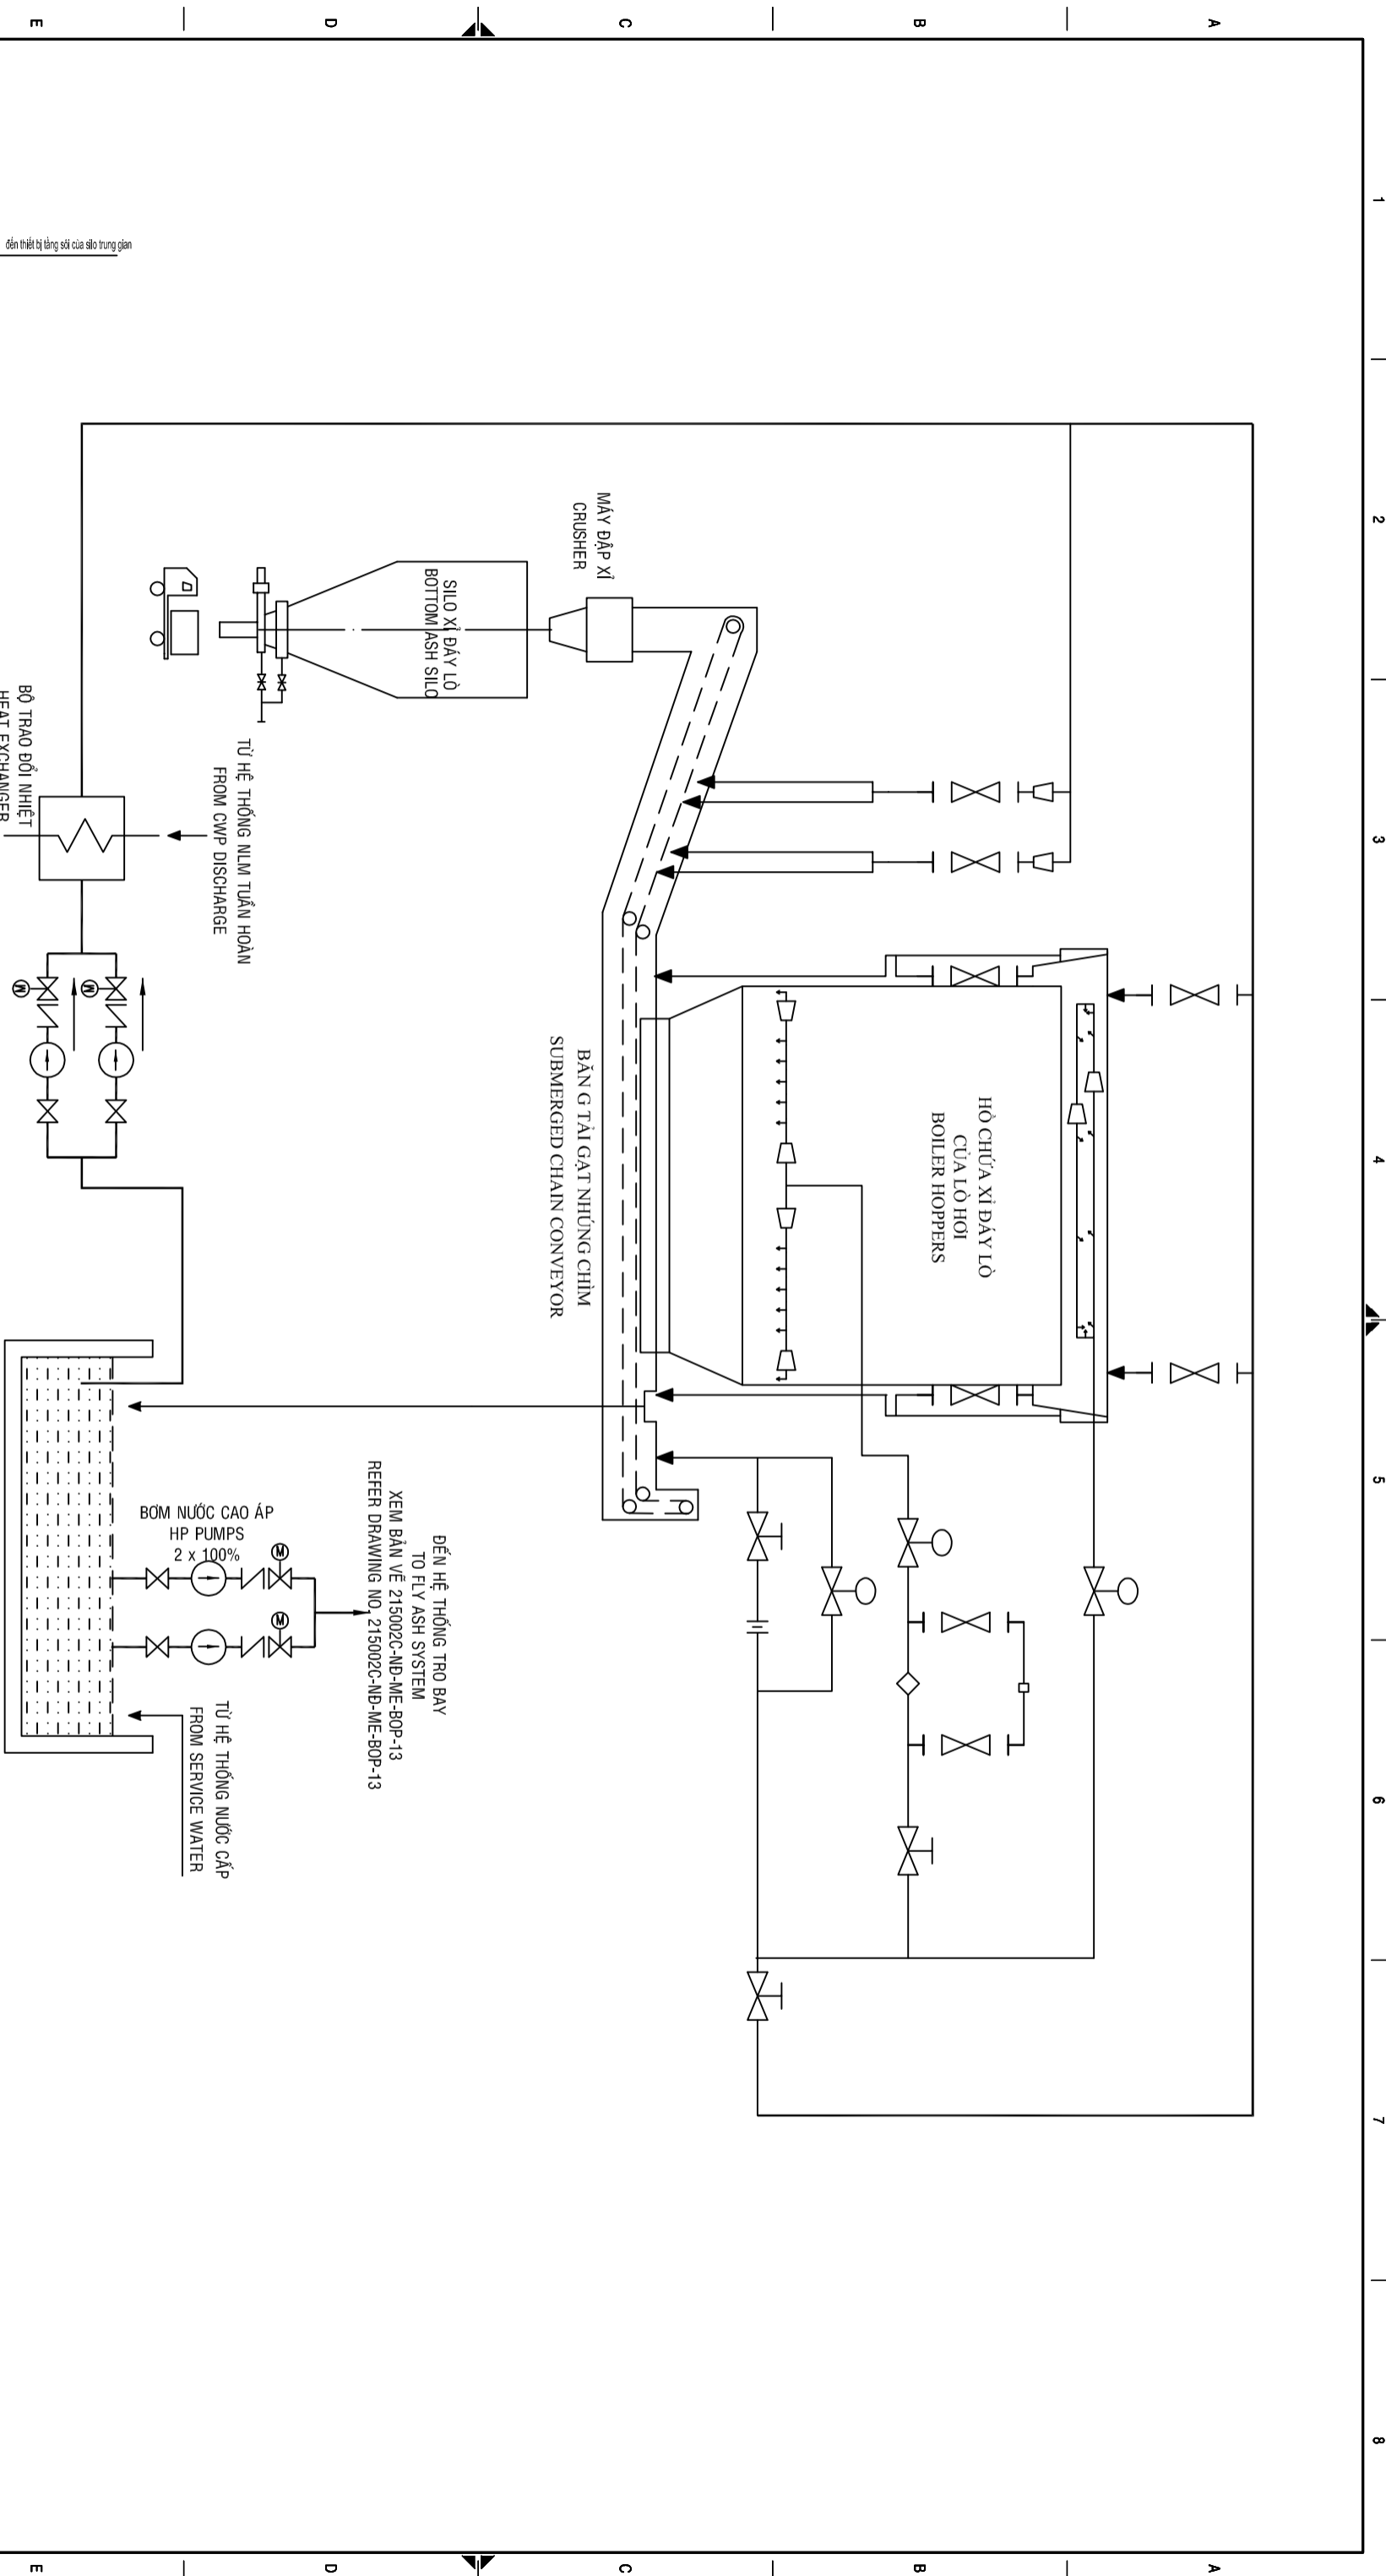 1
2
3
4
5
6
7
8
A
A
B
B
C
C
D
D
E
E
HỒ CHỨA XỈ ĐÁY LÒ
CỦA LÒ HƠI
BOILER HOPPERS
MÁY ĐẬP XỈ
CRUSHER
BĂN G TẢI GẠT NHÚNG CHÌM
SUBMERGED CHAIN CONVEYOR
SILO XỈ ĐÁY LÒ
BOTTOM ASH SILO
ĐẾN HỆ THỐNG TRO BAY
TO FLY ASH SYSTEM
XEM BẢN VẼ 215002C-NĐ-ME-BOP-13
REFER DRAWING NO. 215002C-NĐ-ME-BOP-13
M
M
BƠM NƯỚC CAO ÁP
HP PUMPS
2 x 100%
TỪ HỆ THỐNG NLM TUẦN HOÀN
FROM CWP DISCHARGE
TỪ HỆ THỐNG NƯỚC CẤP
FROM SERVICE WATER
M
M
đến thiết bị tầng sôi của silo trung gian
BỘ TRAO ĐỔI NHIỆT
HEAT EXCHANGER